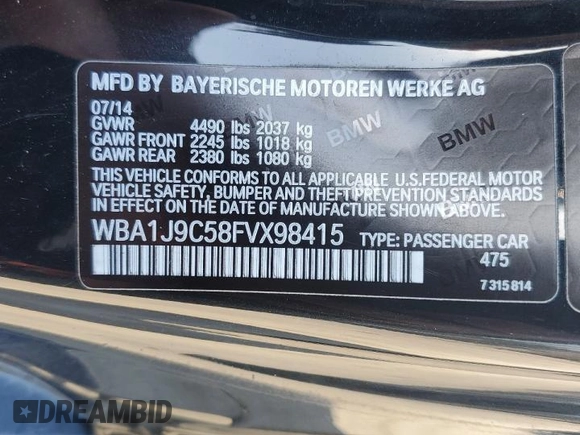 MFD BY BAYERISCHE MOTOREN WERKE AG
07/14
GVWR 4490 lbs 2037 kg
GAWR FRONT 2245 lbs 1018 kg
GAWR REAR 2380 lbs 1080 kg
BMW
BMW
THIS VEHICLE CONFORMS TO ALL APPLICABLE U.S.FEDERAL MOTOR
VEHICLE SAFETY, BUMPER AND THEFT PREVENTION STANDARDS
IN EFFECT ON THE DATE OF MANUFACTURE SHOWN ABOVE.
WBA1J9C58FVX98415 TYPE: PASSENGER CAR
475
7 315 814
DREAMBID